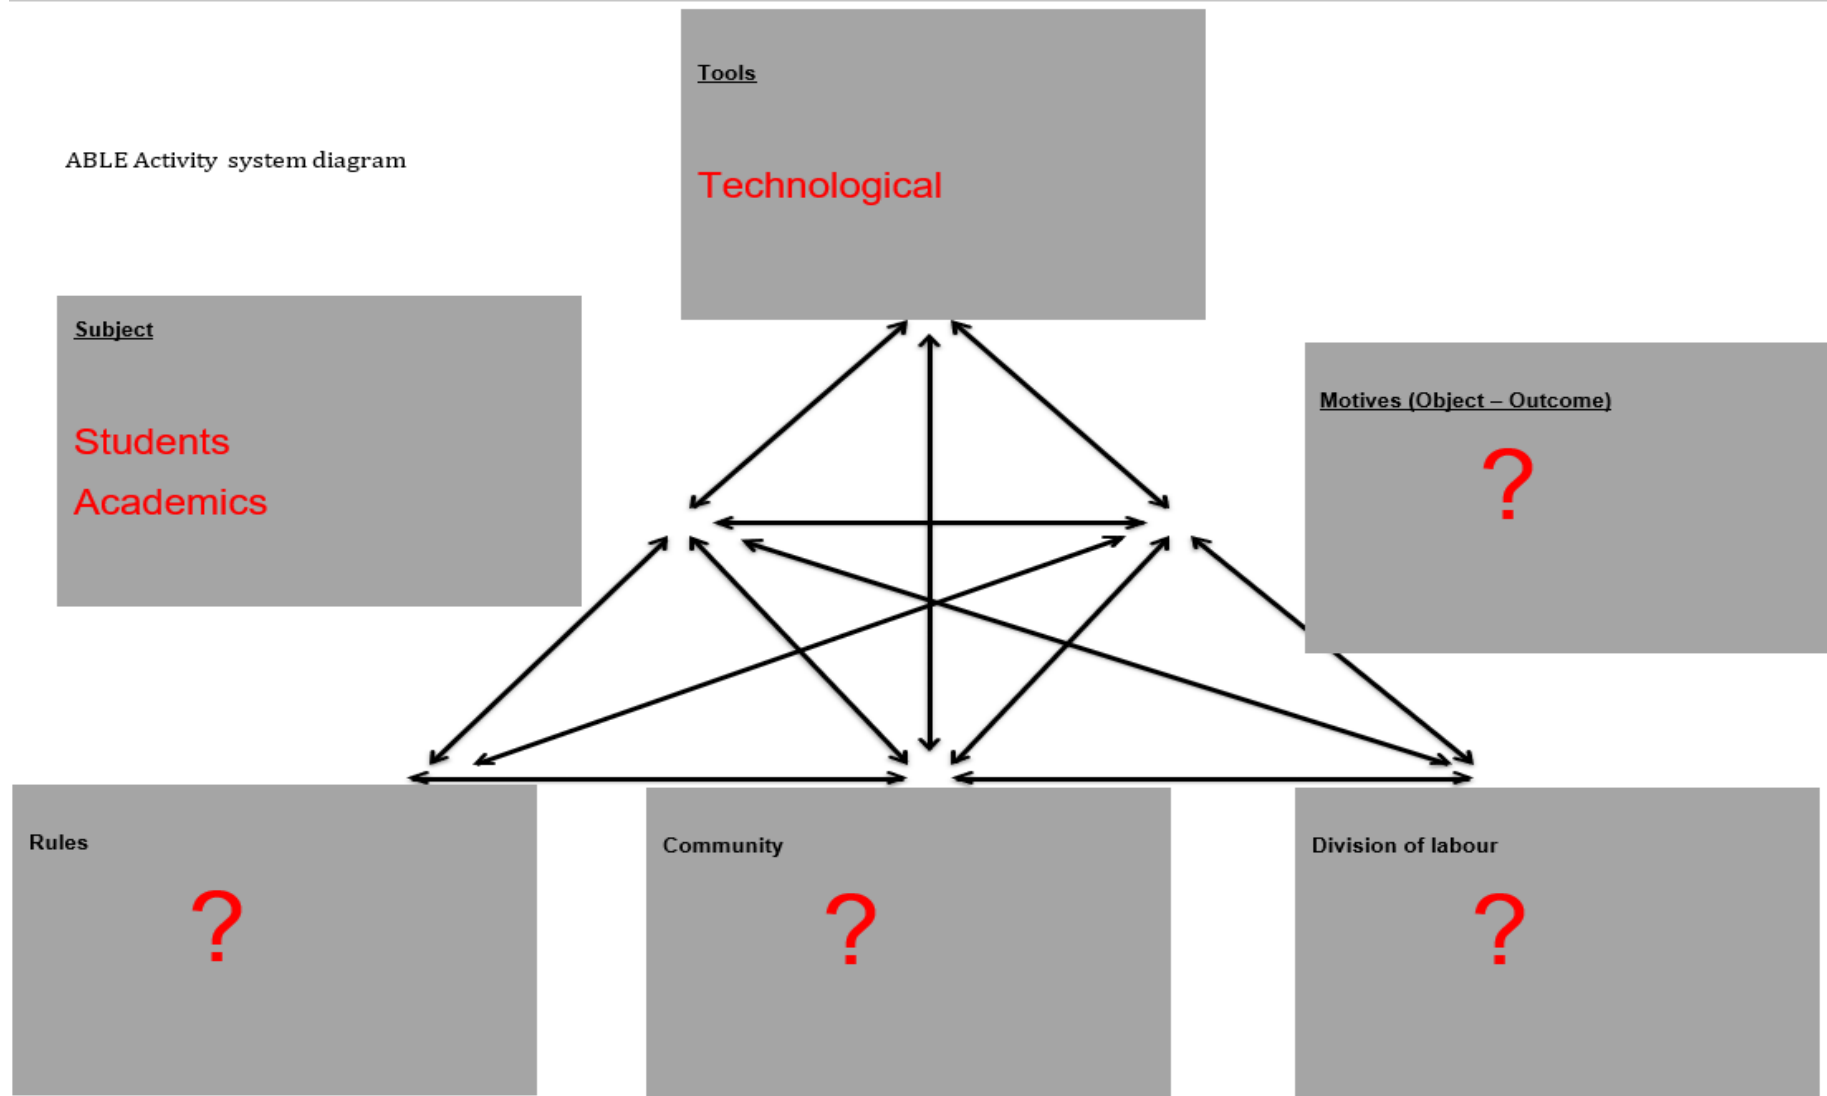 Tools
Technological
ABLE Activity system diagram
Subject
Students
Academics
Motives (Object – Outcome)
?
Rules
?
Community
?
Division of labour
?